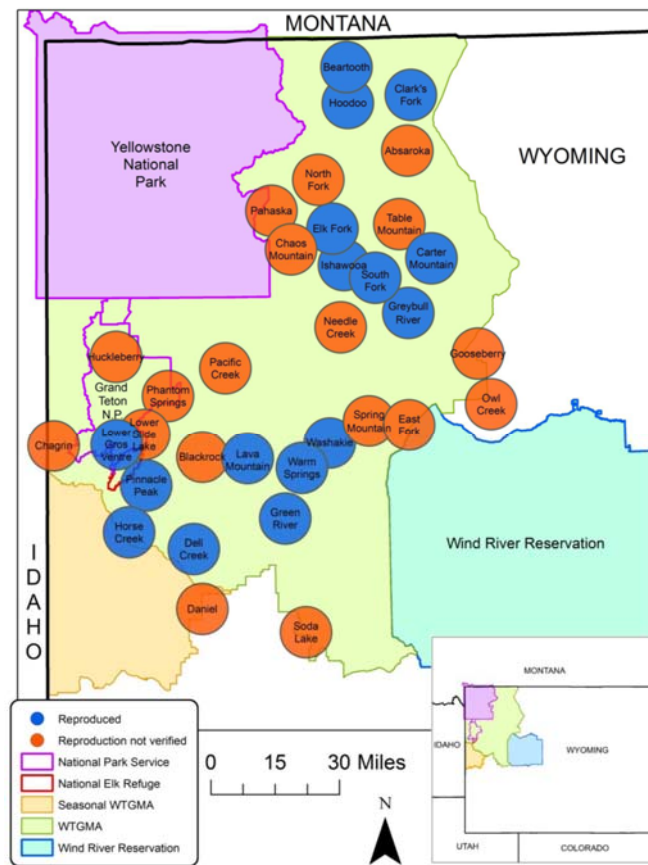 MONTANA
Beartooth
Hoodoo
Clark's
Fork
Absaroka
WYOMING
Yellowstone
National
Park
North
Fork
Pahaska
Elk Fork
Table
Mountain
Chaos
Mountain
Carter
Mountain
Ishawooa
South
Fork
Greybull
River
Needle
Creek
Huckleberry
Gooseberry
Pacific
Creek
Grand
Teton
N.P.
Phantom
Springs
Owl
Creek
Lower
Slide
Lake
Spring
Mountain
East
Fork
Chagrin
Lower
Gros
Ventre
Washakie
Blackrock
Lava
Mountain
Warm
Springs
Pinnacle
Peak
Green
River
Horse
Creek
Dell
Creek
Wind River Reservation
IDAHO
Daniel
Soda
Lake
Reproduced
Reproduction not verified
National Park Service
National Elk Refuge
Seasonal WTGMA
WTGMA
Wind River Reservation
0 15 30 Miles
N
MONTANA
IDAHO
WYOMING
UTAH
COLORADO